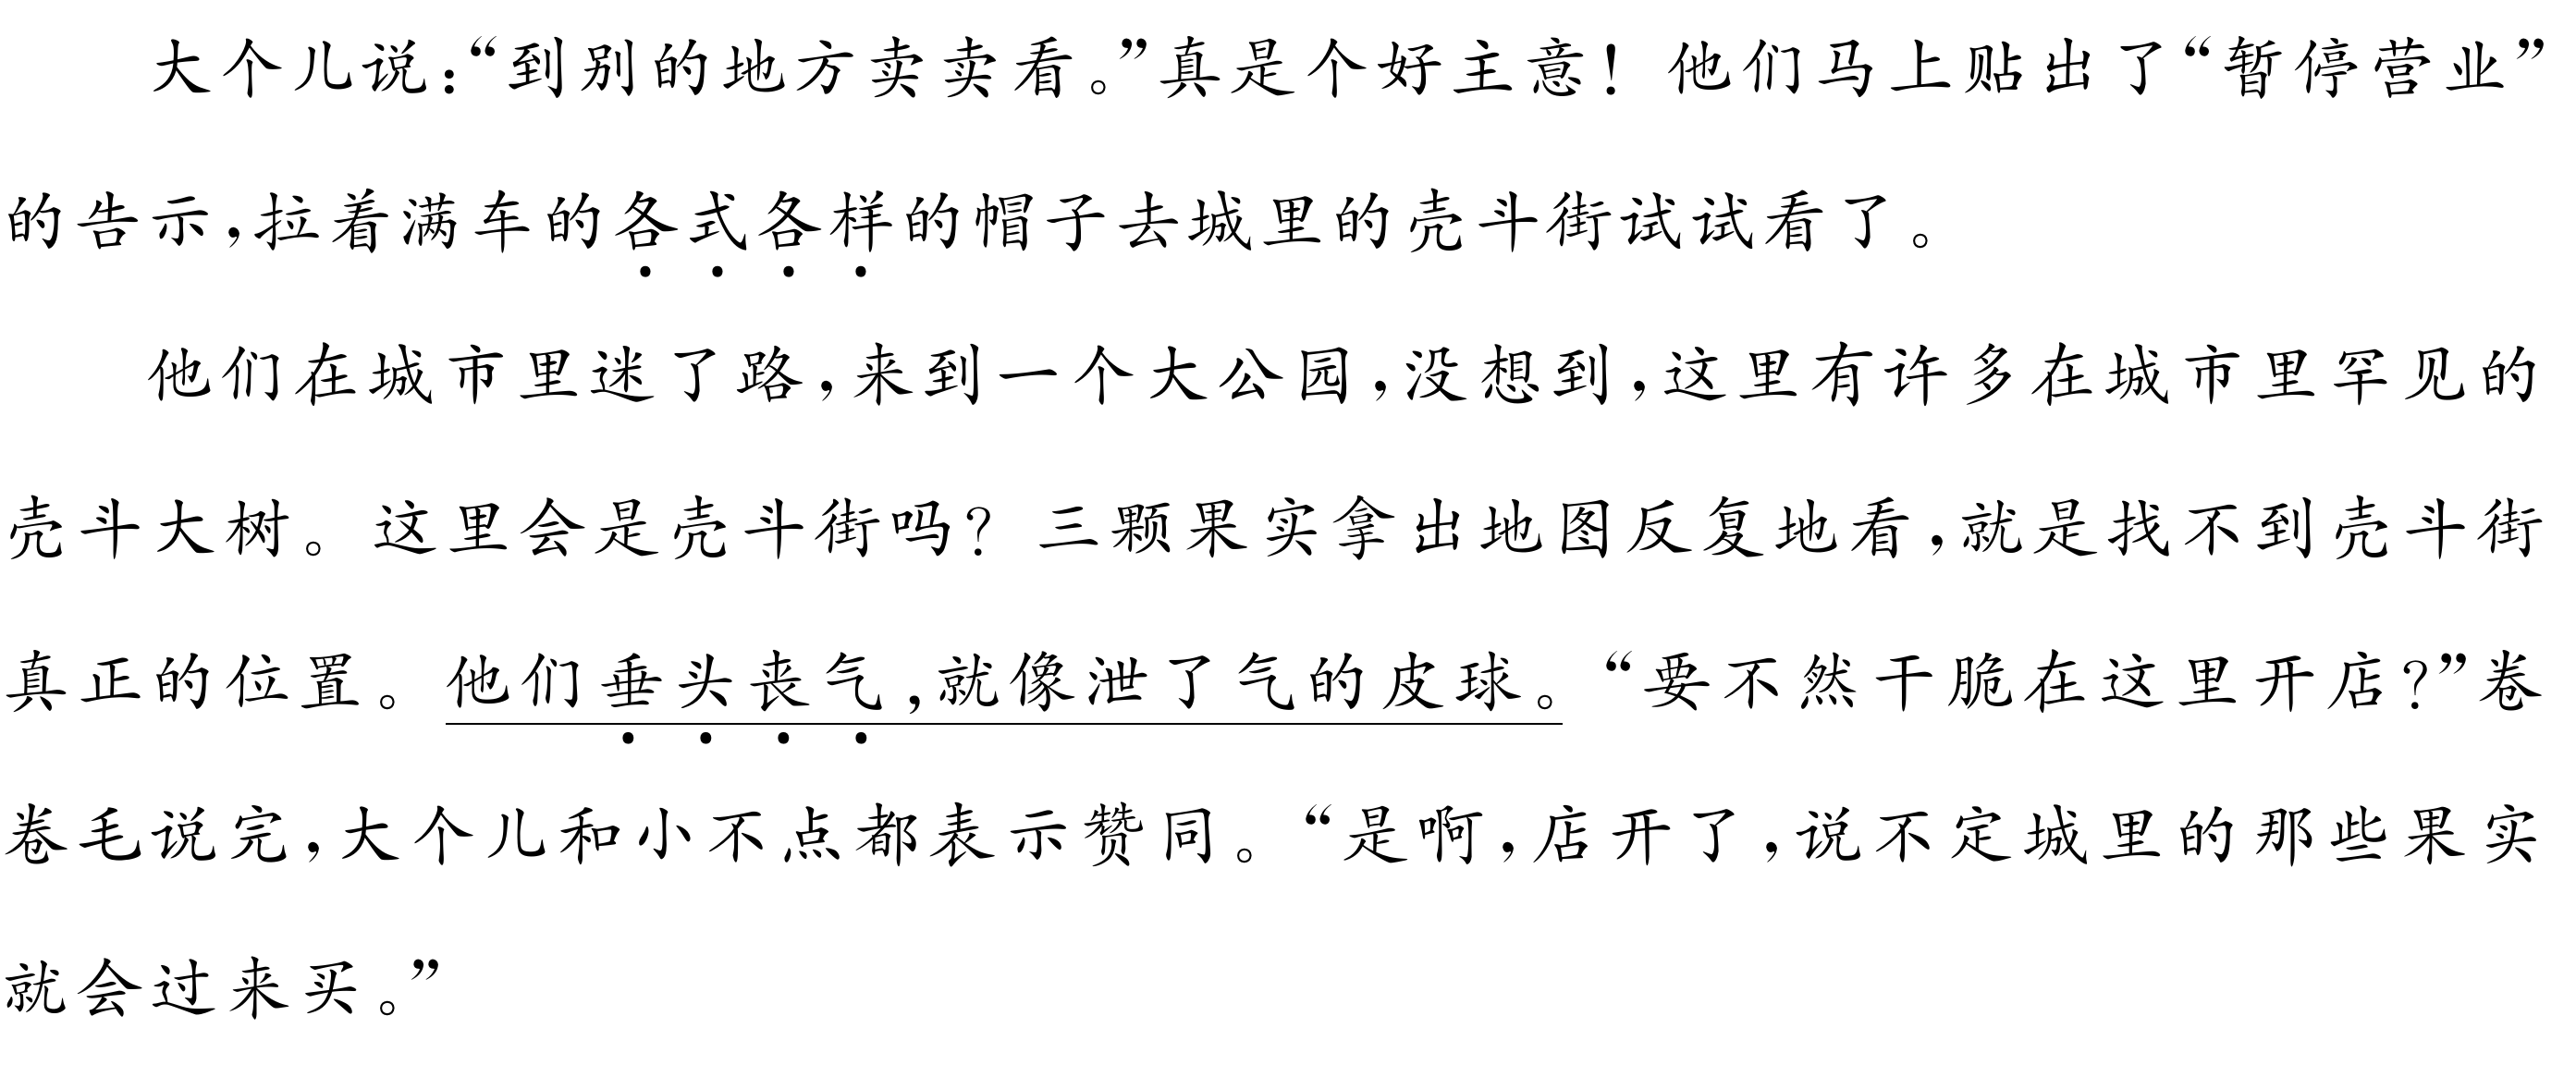 大个儿说:“到别的地方卖卖看。”真是个好主意! 他们马上贴出了“暂停营业”
的告示,拉着满车的各式各样的帽子去城里的壳斗街试试看了。
他们在城市里迷了路,来到一个大公园,没想到,这里有许多在城市里罕见的
壳斗大树。这里会是壳斗街吗? 三颗果实拿出地图反复地看,就是找不到壳斗街
真正的位置。他们垂头丧气,就像泄了气的皮球。“要不然干脆在这里开店?”卷
卷毛说完,大个儿和小不点都表示赞同。“是啊,店开了,说不定城里的那些果实
就会过来买。”